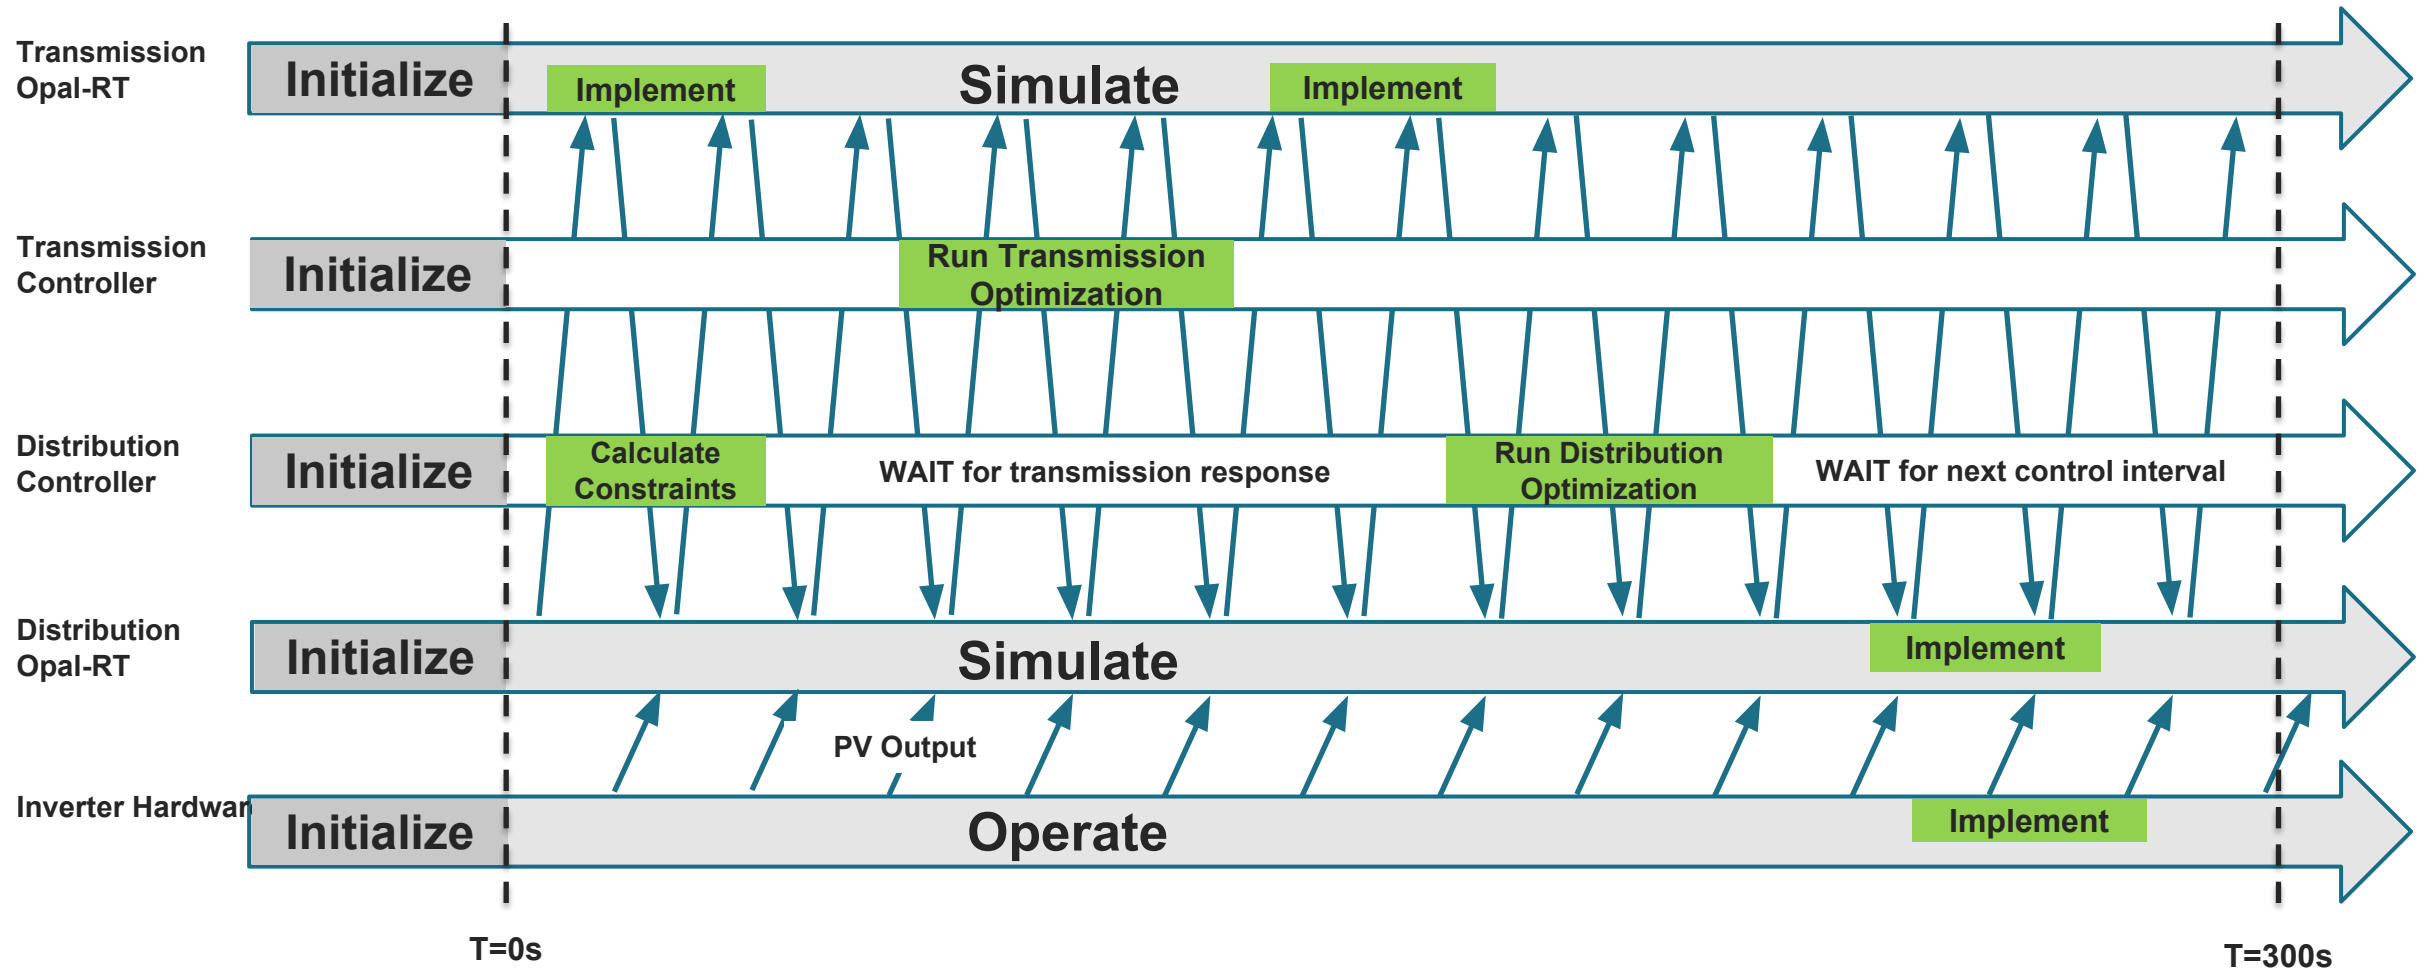 Transmission
Opal-RT
Initialize
Implement
Simulate
Implement
Transmission
Controller
Initialize
Run Transmission
Optimization
Distribution
Controller
Initialize
Calculate
Constraints
WAIT for transmission response
Run Distribution
Optimization
WAIT for next control interval
Distribution
Opal-RT
Initialize
Simulate
Implement
PV Output
Inverter Hardwar
Initialize
Operate
Implement
T=0s
T=300s